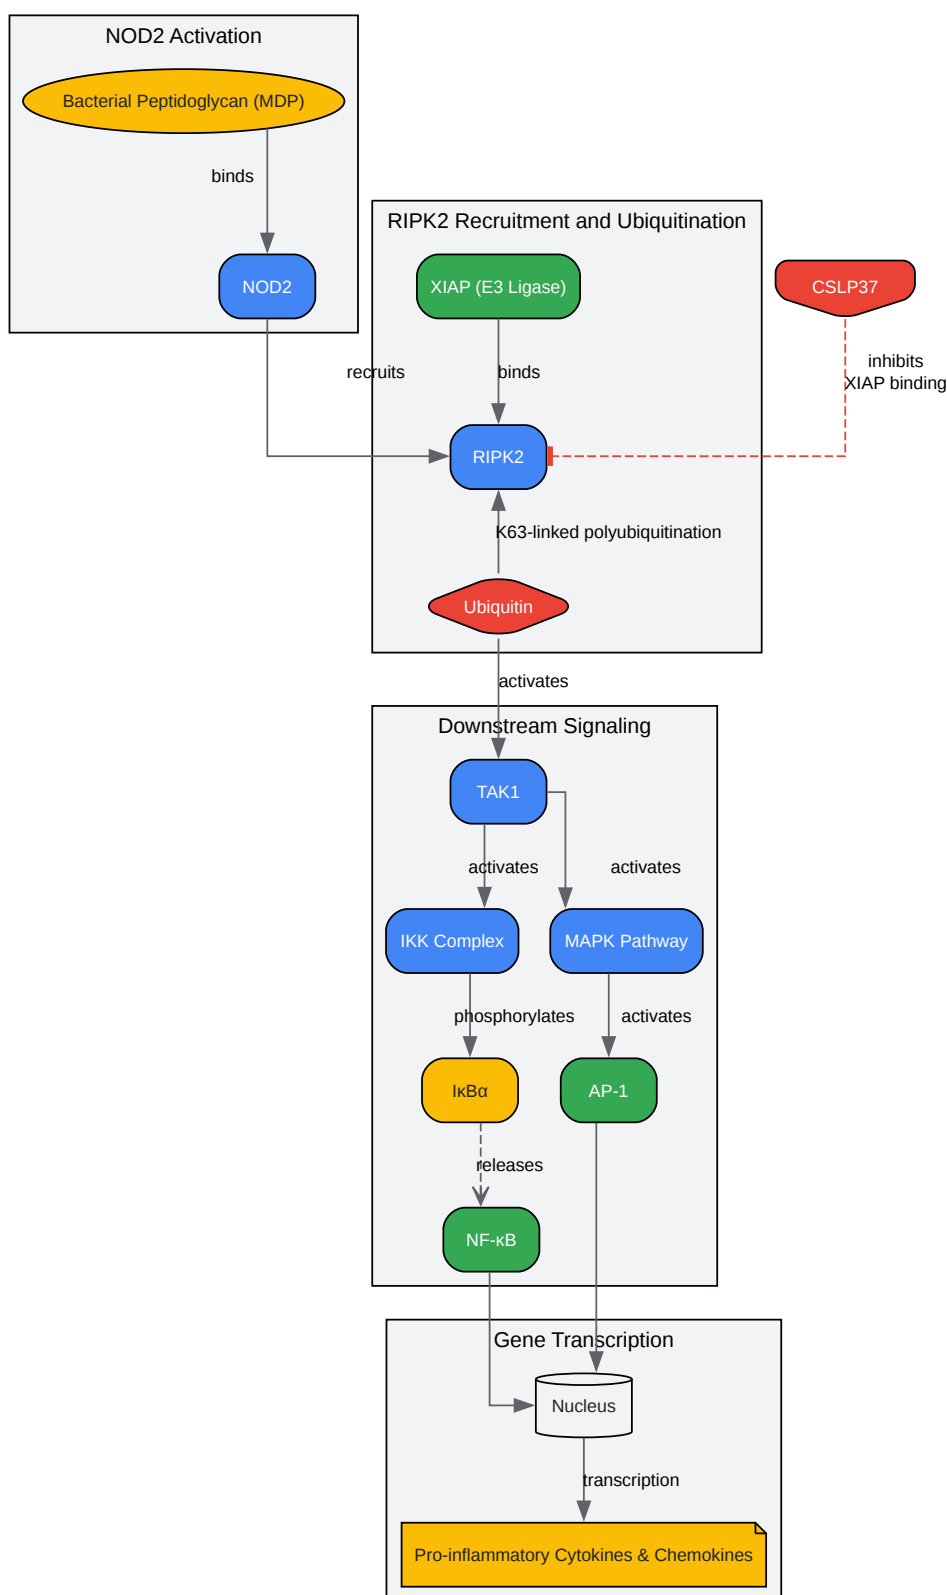 NOD2 Activation
Bacterial Peptidoglycan (MDP)
binds
NOD2
RIPK2 Recruitment and Ubiquitination
XIAP (E3 Ligase)
CSLP37
recruits
binds
inhibits
XIAP binding
RIPK2
K63-linked polyubiquitination
Ubiquitin
activates
Downstream Signaling
TAK1
activates
activates
IKK Complex
MAPK Pathway
phosphorylates
activates
IκBα
AP-1
releases
NF-κB
Gene Transcription
Nucleus
transcription
Pro-inflammatory Cytokines & Chemokines